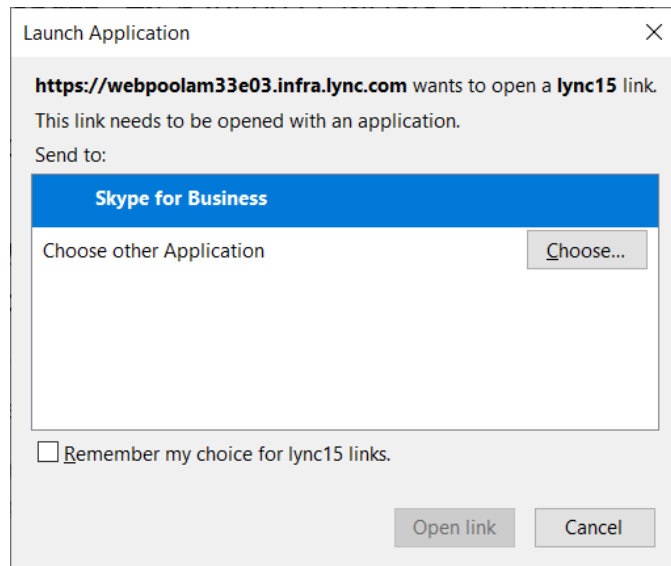 Launch Application
https://webpoolam33e03.infra.lync.com wants to open a lync15 link.
This link needs to be opened with an application.
Send to:
Skype for Business
Choose other Application
Choose...
Remember my choice for lync15 links.
Open link
Cancel